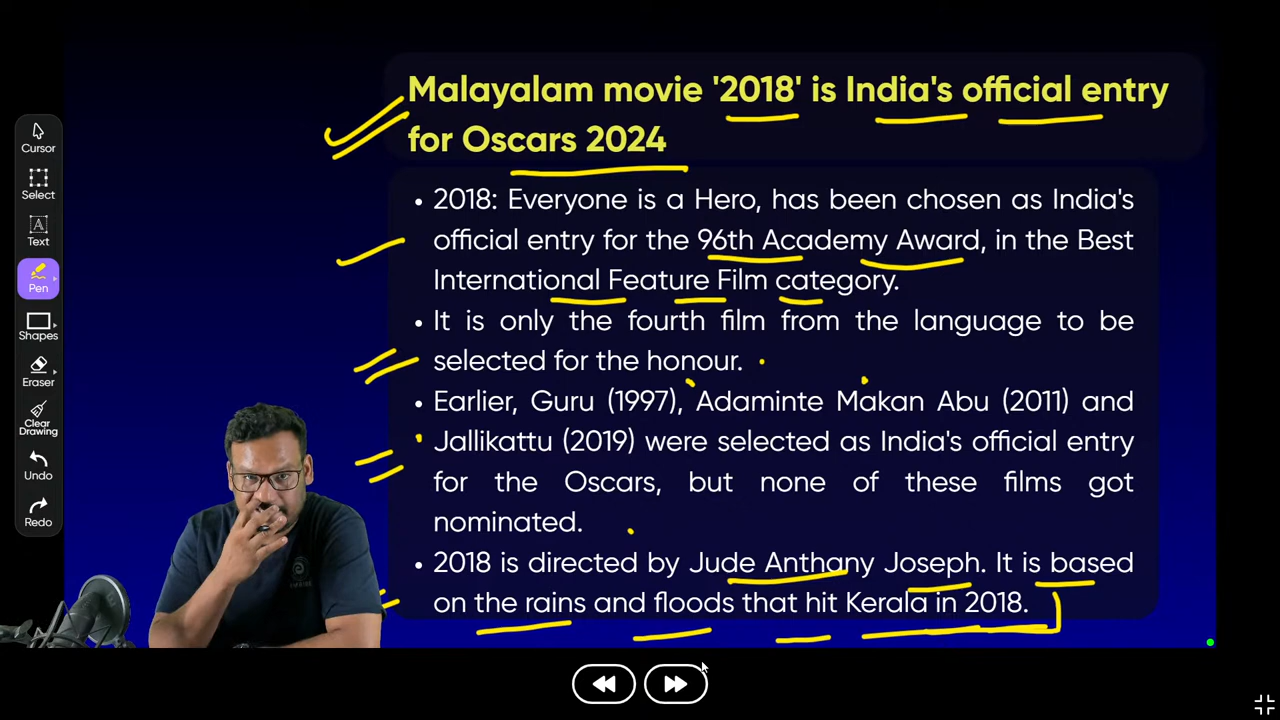 Malayalam movie '2018' is India's official entry
for Oscars 2024
Cursor
Select
Text
Pen
Shapes
Eraser
Clear
Drawing
Undo
Redo
• 2018: Everyone is a Hero, has been chosen as India's
official entry for the 96th Academy Award, in the Best
International Feature Film category.
• It is only the fourth film from the language to be
selected for the honour.
• Earlier, Guru (1997), Adaminte Makan Abu (2011) and
Jallikattu (2019) were selected as India's official entry
for the Oscars, but none of these films got
nominated.
• 2018 is directed by Jude Anthany Joseph. It is based
on the rains and floods that hit Kerala in 2018.